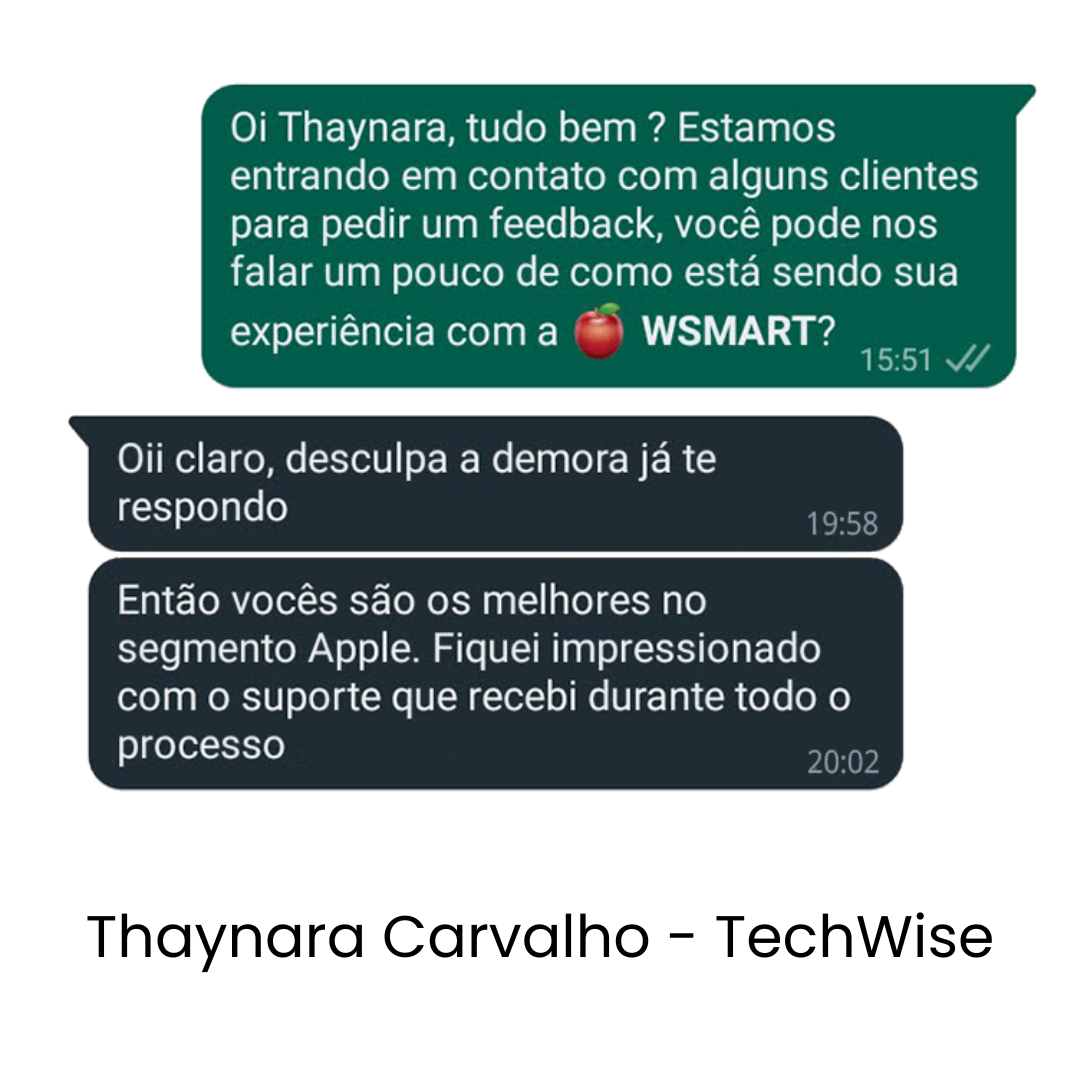 Oi Thaynara, tudo bem ? Estamos
entrando em contato com alguns clientes
para pedir um feedback, você pode nos
falar um pouco de como está sendo sua
experiência com a 🍎 WSMART?
15:51
Oii claro, desculpa a demora já te
respondo
19:58
Então vocês são os melhores no
segmento Apple. Fiquei impressionado
com o suporte que recebi durante todo o
processo
20:02
Thaynara Carvalho - TechWise